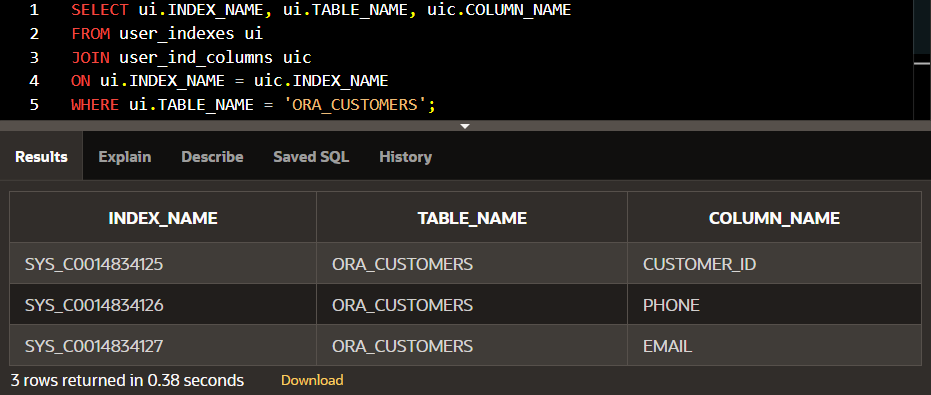 1 SELECT ui.INDEX_NAME, ui.TABLE_NAME, uic.COLUMN_NAME
2 FROM user_indexes ui
3 JOIN user_ind_columns uic
4 ON ui.INDEX_NAME = uic.INDEX_NAME
5 WHERE ui.TABLE_NAME = 'ORA_CUSTOMERS';
Results Explain Describe Saved SQL History
INDEX_NAME TABLE_NAME COLUMN_NAME
SYS_C0014834125 ORA_CUSTOMERS CUSTOMER_ID
SYS_C0014834126 ORA_CUSTOMERS PHONE
SYS_C0014834127 ORA_CUSTOMERS EMAIL
3 rows returned in 0.38 seconds Download